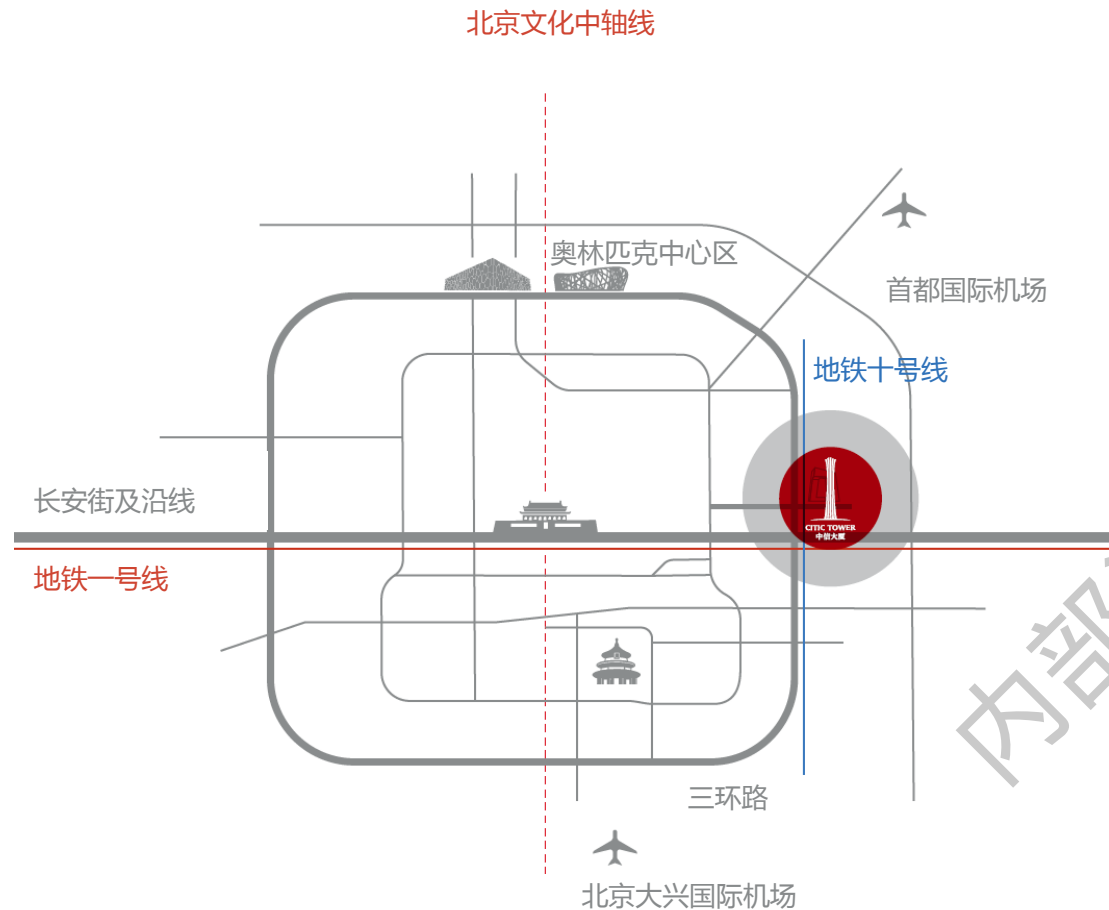 北京文化中轴线
奥林匹克中心区
首都国际机场
地铁十号线
长安街及沿线
CITIC TOWER
中信大厦
地铁一号线
内部
三环路
北京大兴国际机场